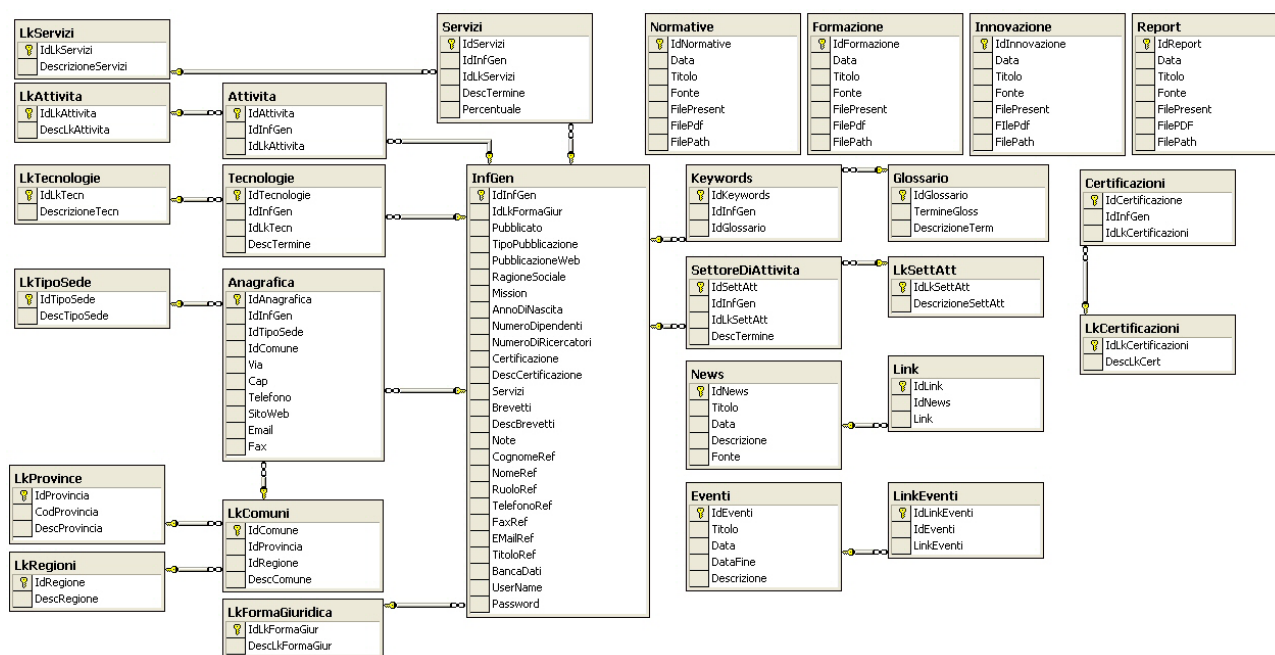 LkServizi
IdLkServizi
DescrizioneServizi
Servizi
IdServizi
IdInfGen
IdLkServizi
DescTermine
Percentuale
Normative
IdNormative
Data
Titolo
Fonte
FilePresent
FilePdf
FilePath
Formazione
IdFormazione
Data
Titolo
Fonte
FilePresent
FilePdf
FilePath
Innovazione
IdInnovazione
Data
Titolo
Fonte
FilePresent
FIlePdf
FilePath
Report
IdReport
Data
Titolo
Fonte
FilePresent
FilePDF
FilePath
LkAttivita
IdLkAttivita
DescLkAttivita
Attivita
IdAttivita
IdInfGen
IdLkAttivita
LkTecnologie
IdLkTecn
DescrizioneTecn
Tecnologie
IdTecnologie
IdInfGen
IdLkTecn
DescTermine
InfGen
IdInfGen
IdLkFormaGiur
Pubblicato
TipoPubblicazione
PubblicazioneWeb
RagioneSociale
Mission
AnnoDiNascita
NumeroDipendenti
NumeroDiRicercatori
Certificazione
DescCertificazione
Servizi
Brevetti
DescBrevetti
Note
CognomeRef
NomeRef
RuoloRef
TelefonoRef
FaxRef
EMailRef
TitoloRef
BancaDati
UserName
Password
Keywords
IdKeywords
IdInfGen
IdGlossario
Glossario
IdGlossario
TermineGloss
DescrizioneTerm
Certificazioni
IdCertificazione
IdInfGen
IdLkCertificazioni
LkTipoSede
IdTipoSede
DescTipoSede
Anagrafica
IdAnagrafica
IdInfGen
IdTipoSede
IdComune
Via
Cap
Telefono
SitoWeb
Email
Fax
SettoreDiAttivita
IdSettAtt
IdInfGen
IdLkSettAtt
DescTermine
LkSettAtt
IdLkSettAtt
DescrizioneSettAtt
LkCertificazioni
IdLkCertificazioni
DescLkCert
News
IdNews
Titolo
Data
Descrizione
Fonte
Link
IdLink
IdNews
Link
LkProvince
IdProvincia
CodProvincia
DescProvincia
LkComuni
IdComune
IdProvincia
IdRegione
DescComune
Eventi
IdEventi
Titolo
Data
DataFine
Descrizione
LinkEventi
IdLinkEventi
IdEventi
LinkEventi
LkRegioni
IdRegione
DescRegione
LkFormaGiuridica
IdLkFormaGiur
DescLkFormaGiur